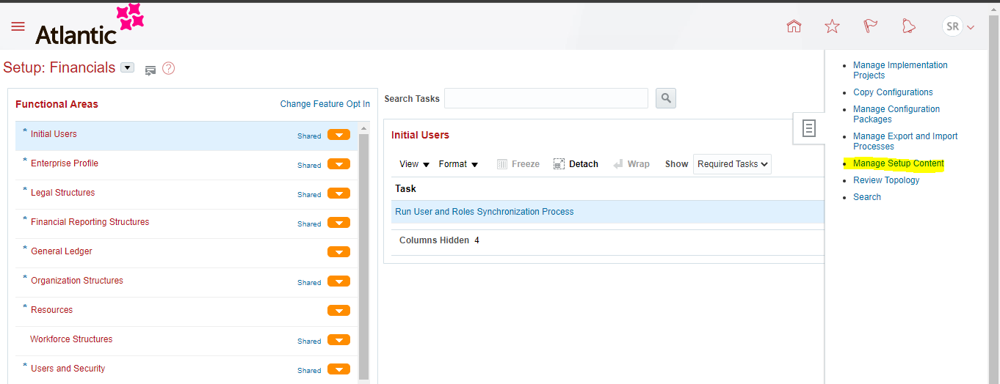 Atlantic
SR
Setup: Financials
?
Functional Areas
Change Feature Opt In
* Initial Users Shared
* Enterprise Profile Shared
* Legal Structures Shared
* Financial Reporting Structures Shared
* General Ledger
* Organization Structures Shared
* Resources
Workforce Structures Shared
* Users and Security Shared
Search Tasks
Initial Users
View Format Freeze Detach Wrap Show Required Tasks
Task
Run User and Roles Synchronization Process
Columns Hidden 4
Manage Implementation
Projects
Copy Configurations
Manage Configuration
Packages
Manage Export and Import
Processes
Manage Setup Content
Review Topology
Search